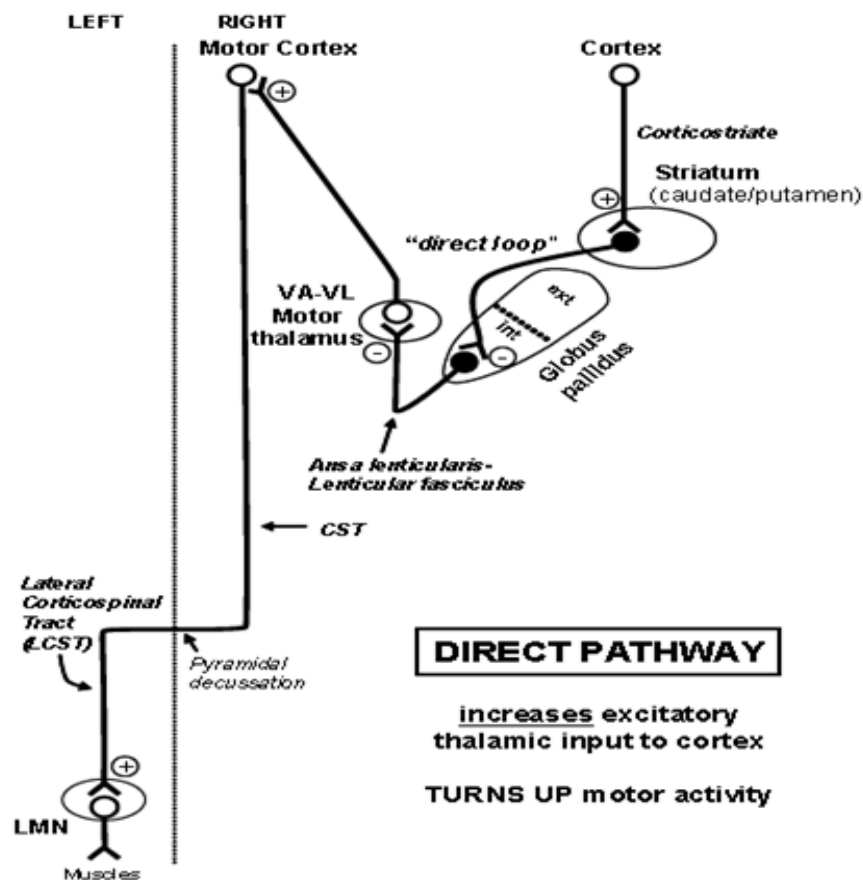 LEFT
RIGHT
Motor Cortex
Cortex
+
Corticostriate
Striatum
(caudate/putamen)
+
"direct loop"
VA-VL
Motor
thalamus
-
ext
int
-
Globus
pallidus
Ansa lenticularis-
Lenticular fasciculus
CST
Lateral
Corticospinal
Tract
(LCST)
Pyramidal
decussation
DIRECT PATHWAY
increases excitatory
thalamic input to cortex
TURNS UP motor activity
+
LMN
Muscles